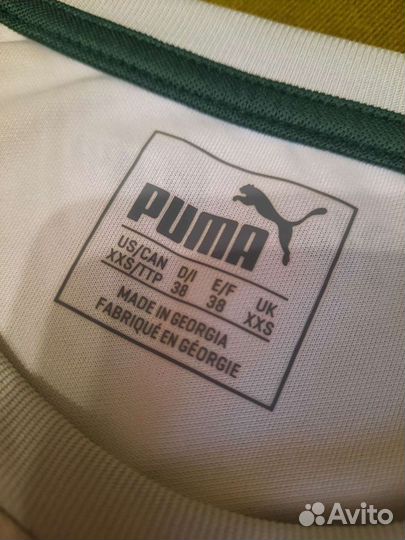 PUMA
US/CAN D/I E/F UK
XXS/TTP 38 38 XXS
MADE IN GEORGIA
FABRIQUÉ EN GÉORGIE
Avito